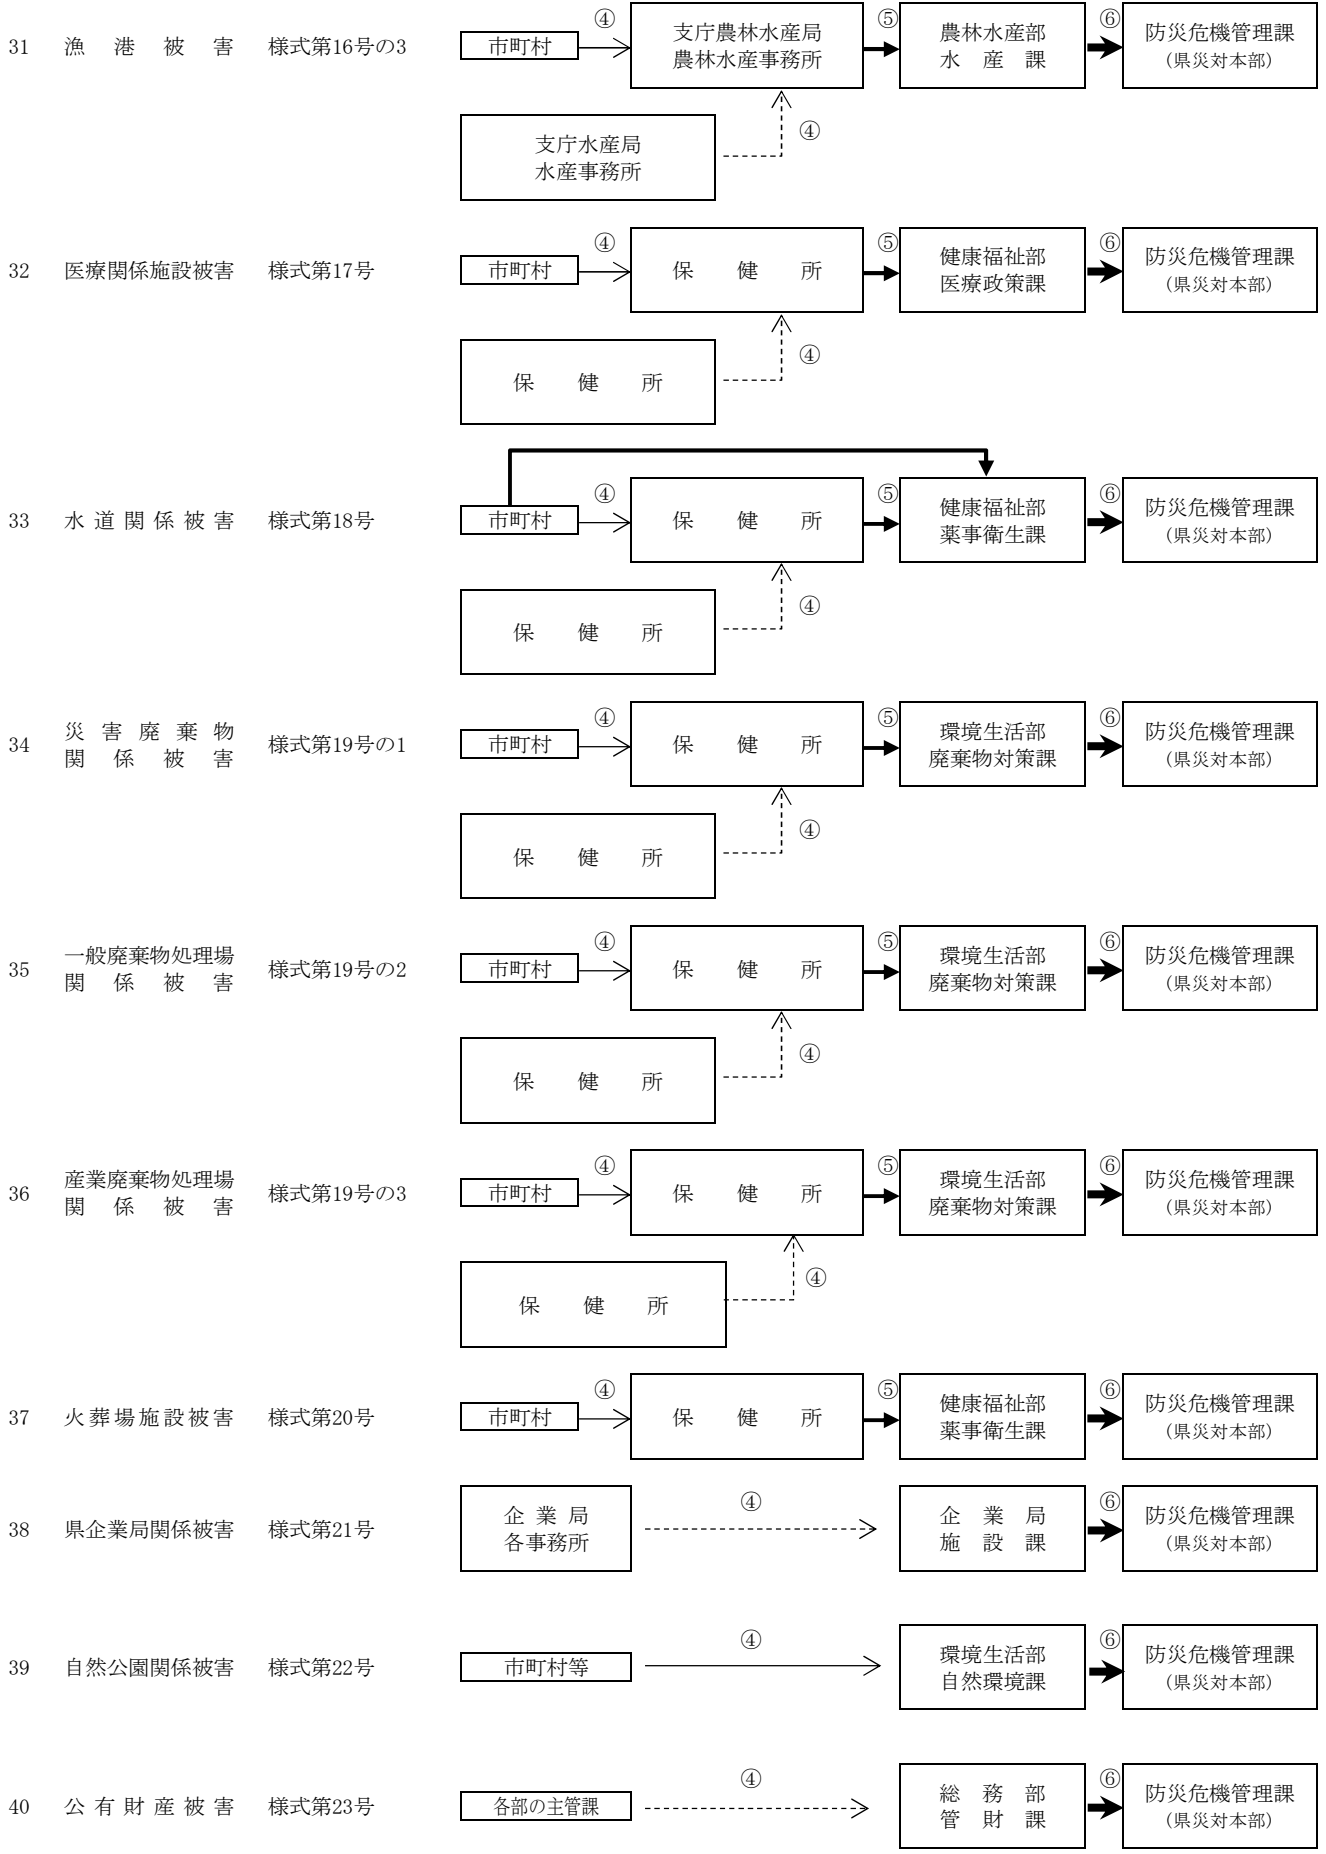 ④ ⑤ ⑥
31 漁港被害 様式第16号の3 市町村 支庁農林水産局 農林水産部 防災危機管理課
農林水産事務所 水産課 （県災対本部）
④
支庁水産局
水産事務所
④ ⑤ ⑥
32 医療関係施設被害 様式第17号 市町村 保健所 健康福祉部 防災危機管理課
医療政策課 （県災対本部）
④
保健所
④ ⑤ ⑥
33 水道関係被害 様式第18号 市町村 保健所 健康福祉部 防災危機管理課
薬事衛生課 （県災対本部）
④
保健所
④ ⑤ ⑥
34 災害廃棄物 様式第19号の1 市町村 保健所 環境生活部 防災危機管理課
関係被害 廃棄物対策課 （県災対本部）
④
保健所
④ ⑤ ⑥
35 一般廃棄物処理場 様式第19号の2 市町村 保健所 環境生活部 防災危機管理課
関係被害 廃棄物対策課 （県災対本部）
④
保健所
④ ⑤ ⑥
36 産業廃棄物処理場 様式第19号の3 市町村 保健所 環境生活部 防災危機管理課
関係被害 廃棄物対策課 （県災対本部）
④
保健所
④ ⑤ ⑥
37 火葬場施設被害 様式第20号 市町村 保健所 健康福祉部 防災危機管理課
薬事衛生課 （県災対本部）
④ ⑥
38 県企業局関係被害 様式第21号 企業局 企業局 防災危機管理課
各事務所 施設課 （県災対本部）
④ ⑥
39 自然公園関係被害 様式第22号 市町村等 環境生活部 防災危機管理課
自然環境課 （県災対本部）
④ ⑥
40 公有財産被害 様式第23号 各部の主管課 総務部 防災危機管理課
管財課 （県災対本部）